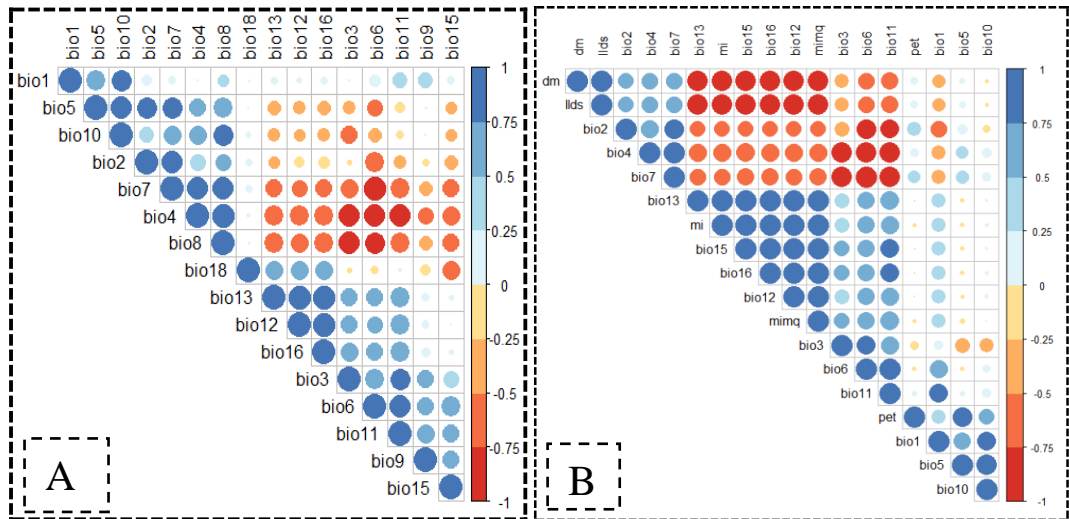 bio1 bio5 bio10 bio2 bio7 bio4 bio8 bio18 bio13 bio12 bio16 bio3 bio6 bio11 bio9 bio15
bio1
bio5
bio10
bio2
bio7
bio4
bio8
bio18
bio13
bio12
bio16
bio3
bio6
bio11
bio9
bio15
1
0.75
0.5
0.25
0
-0.25
-0.5
-0.75
-1
A
dm llds bio2 bio4 bio7 bio13 mi bio15 bio16 bio12 mimq bio3 bio6 bio11 pet bio1 bio5 bio10
dm
llds
bio2
bio4
bio7
bio13
mi
bio15
bio16
bio12
mimq
bio3
bio6
bio11
pet
bio1
bio5
bio10
1
0.75
0.5
0.25
0
-0.25
-0.5
-0.75
-1
B